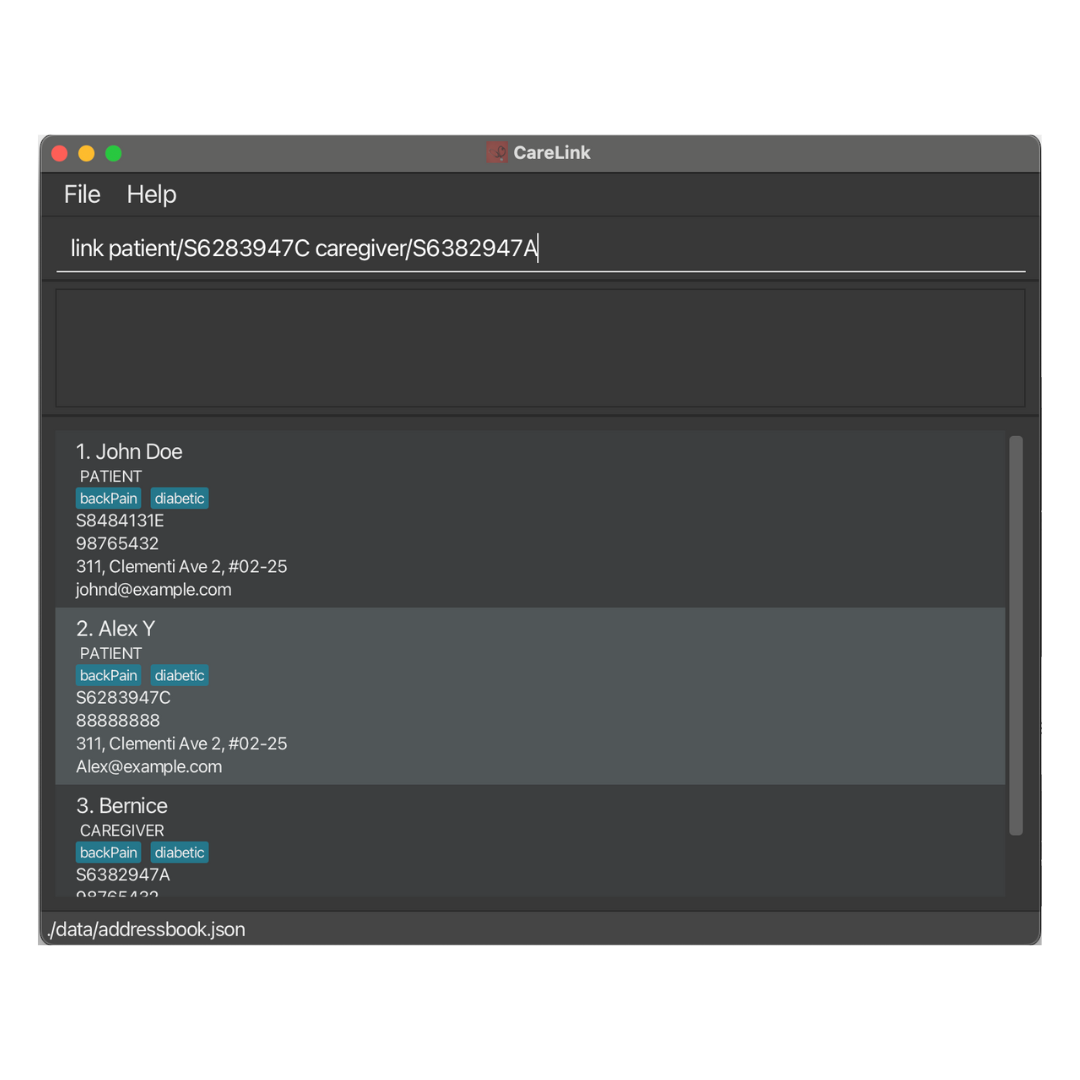 CareLink
File Help
link patient/S6283947C caregiver/S6382947A
1. John Doe
PATIENT
backPain diabetic
S8484131E
98765432
311, Clementi Ave 2, #02-25
johnd@example.com
2. Alex Y
PATIENT
backPain diabetic
S6283947C
88888888
311, Clementi Ave 2, #02-25
Alex@example.com
3. Bernice
CAREGIVER
backPain diabetic
S6382947A
98765432
./data/addressbook.json